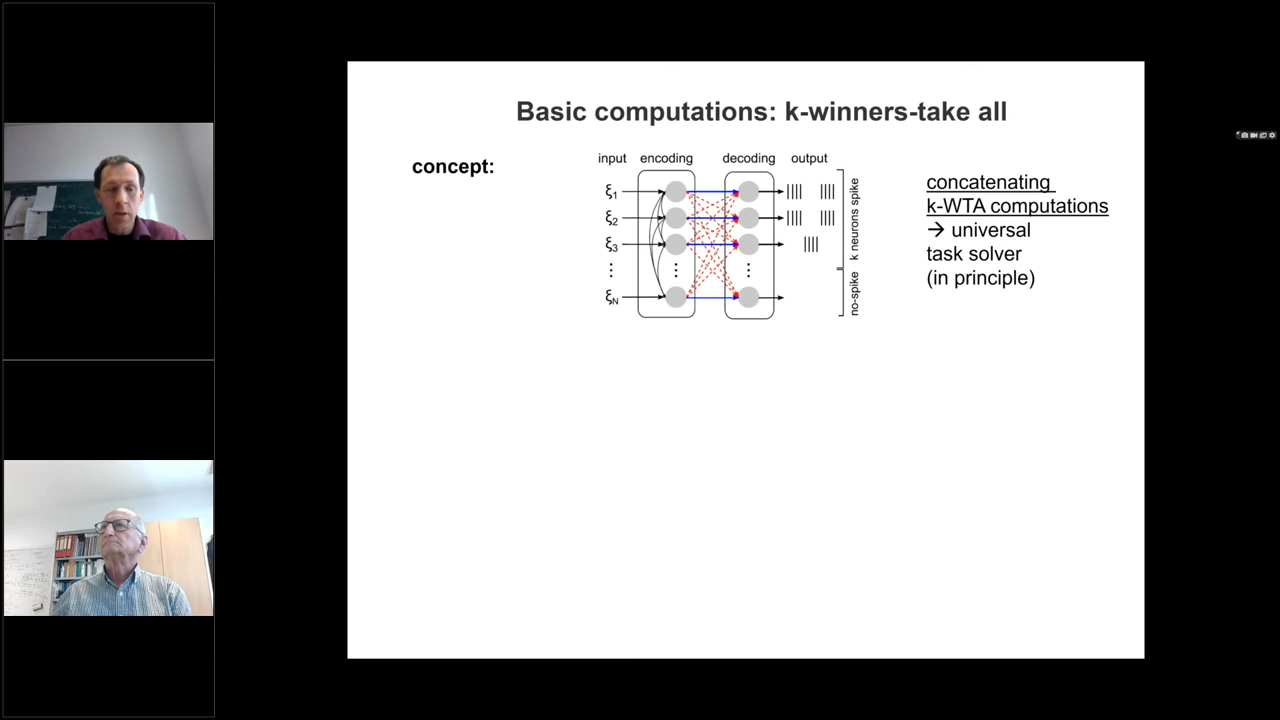 Basic computations: k-winners-take all
concept:
input encoding decoding output
ξ1
ξ2
ξ3
ξN
k neurons spike
no-spike
concatenating
k-WTA computations
→ universal
task solver
(in principle)